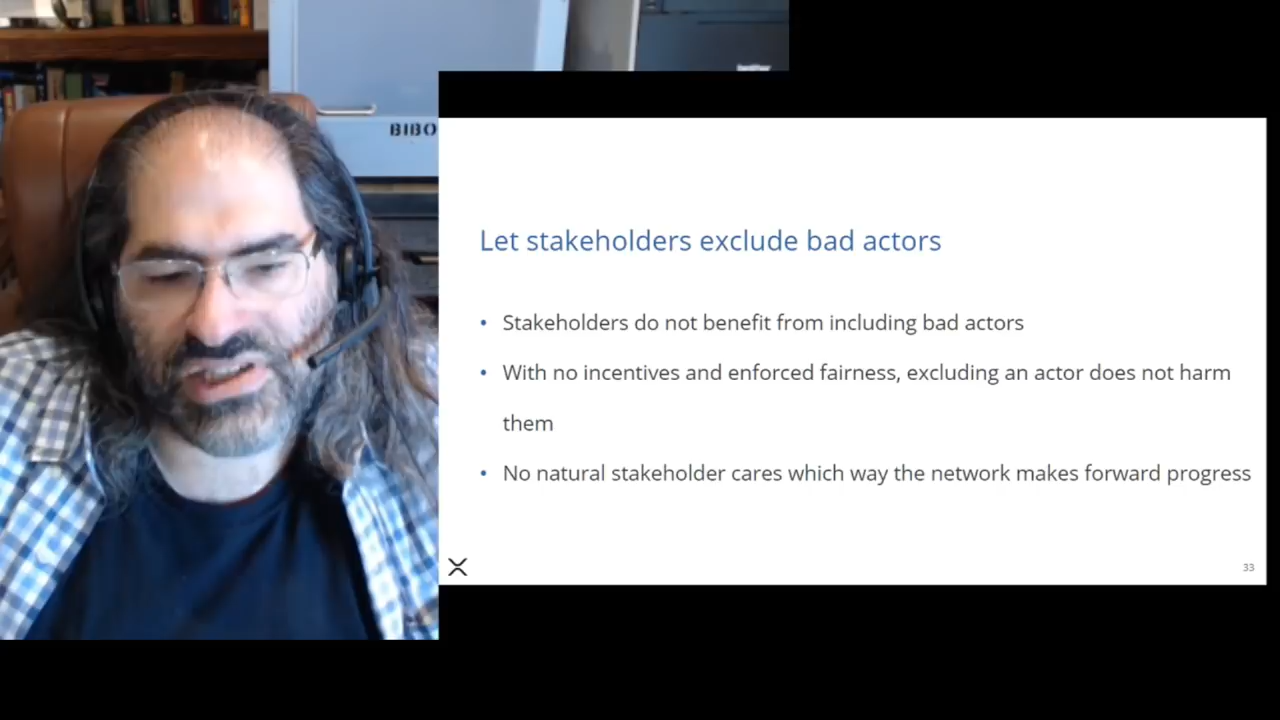 BIBO
Let stakeholders exclude bad actors
• Stakeholders do not benefit from including bad actors
• With no incentives and enforced fairness, excluding an actor does not harm
them
• No natural stakeholder cares which way the network makes forward progress
33